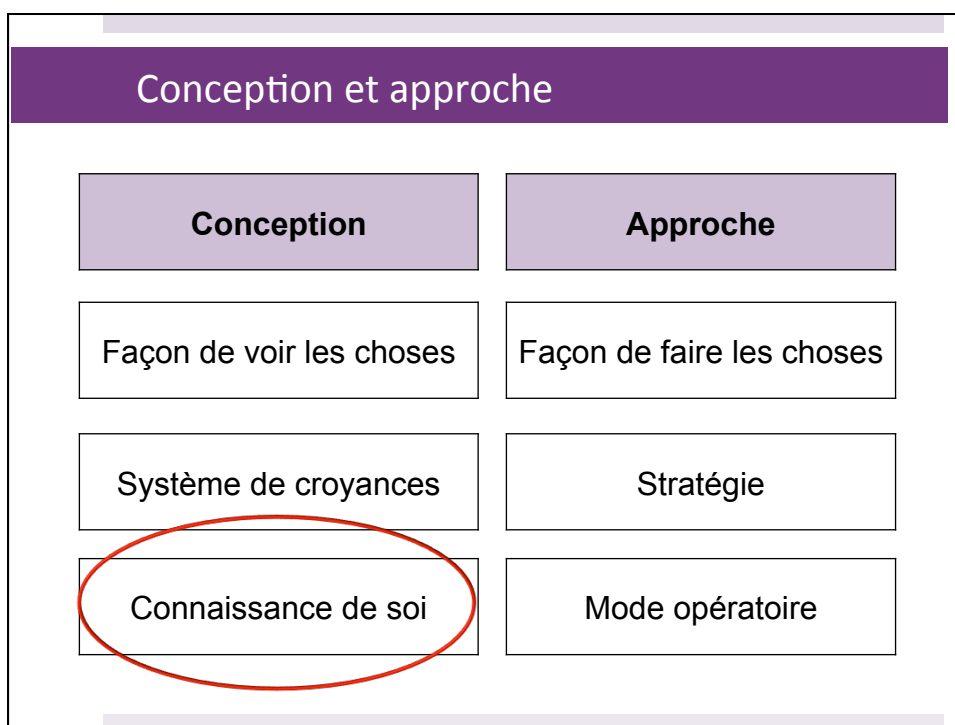 Conception et approche
Conception
Approche
Façon de voir les choses
Façon de faire les choses
Système de croyances
Stratégie
Connaissance de soi
Mode opératoire